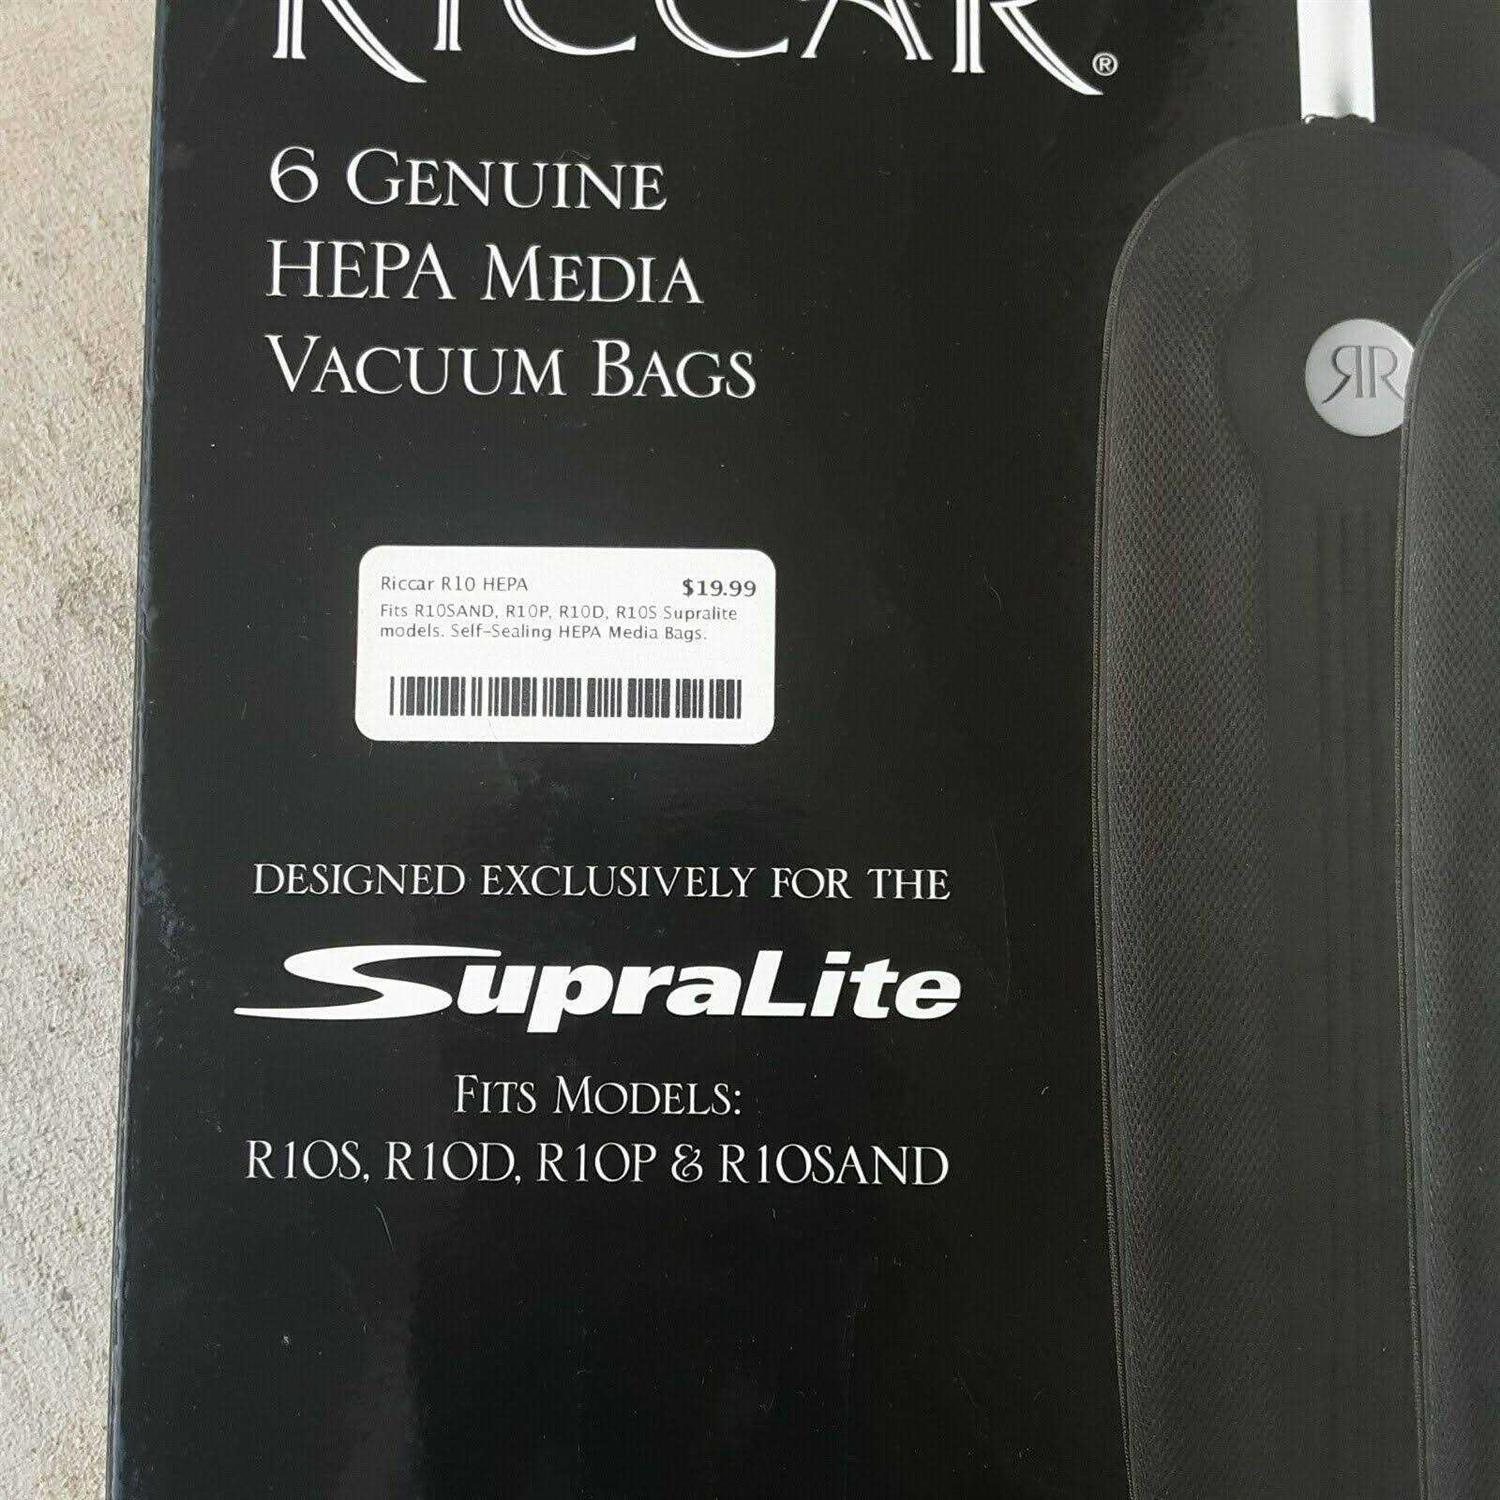 RICCAR®
6 GENUINE
HEPA MEDIA
VACUUM BAGS
RR
Riccar R10 HEPA $19.99
Fits R10SAND, R10P, R10D, R10S Supralite
models. Self-Sealing HEPA Media Bags.
DESIGNED EXCLUSIVELY FOR THE
SupraLite
FITS MODELS:
R10S, R10D, R10P & R10SAND